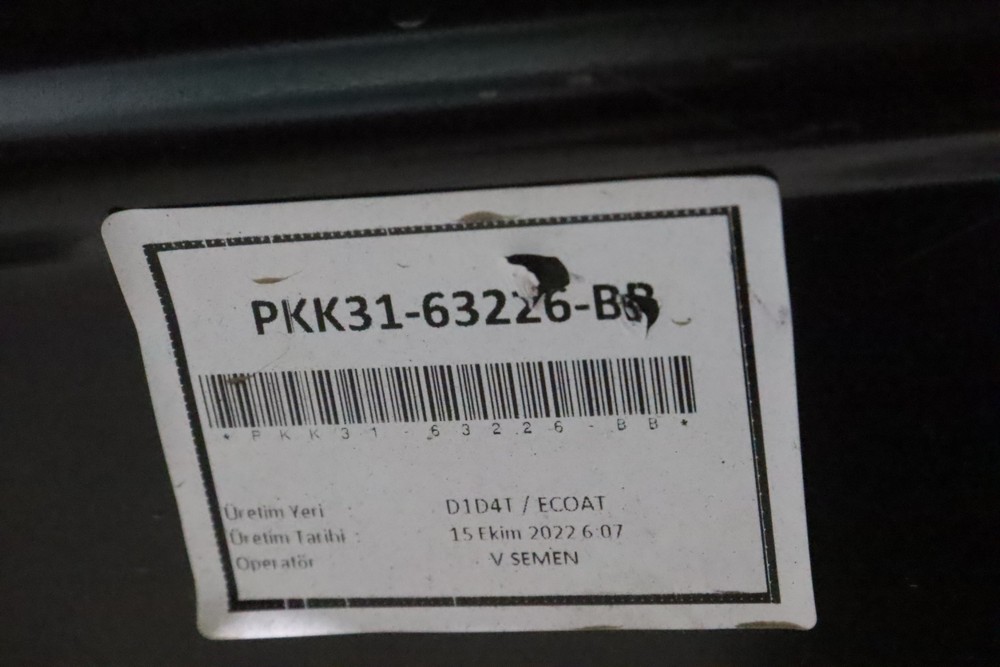 PKK31-63226-BB
*PKK31-63226-BB*
Üretim Yeri : D1D4T / ECOAT
Üretim Tarihi : 15 Ekim 2022 6:07
Operatör V SEMEN